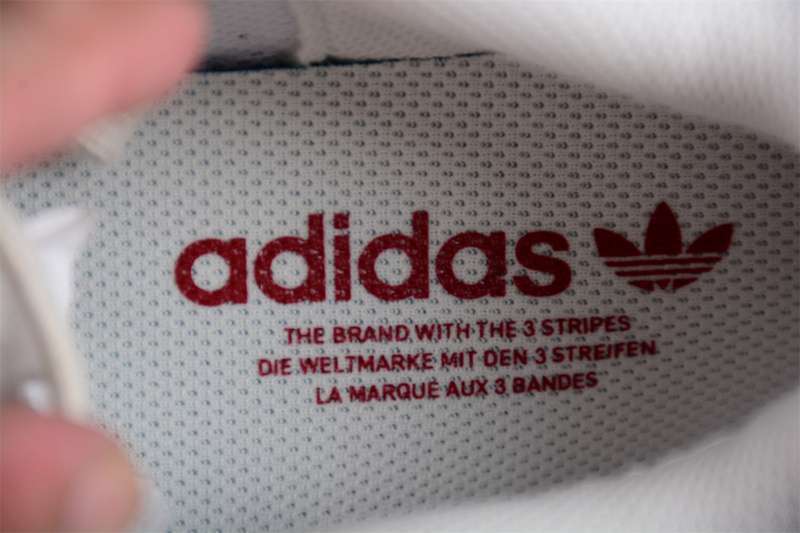 adidas
THE BRAND WITH THE 3 STRIPES
DIE WELTMARKE MIT DEN 3 STREIFEN
LA MARQUE AUX 3 BANDES